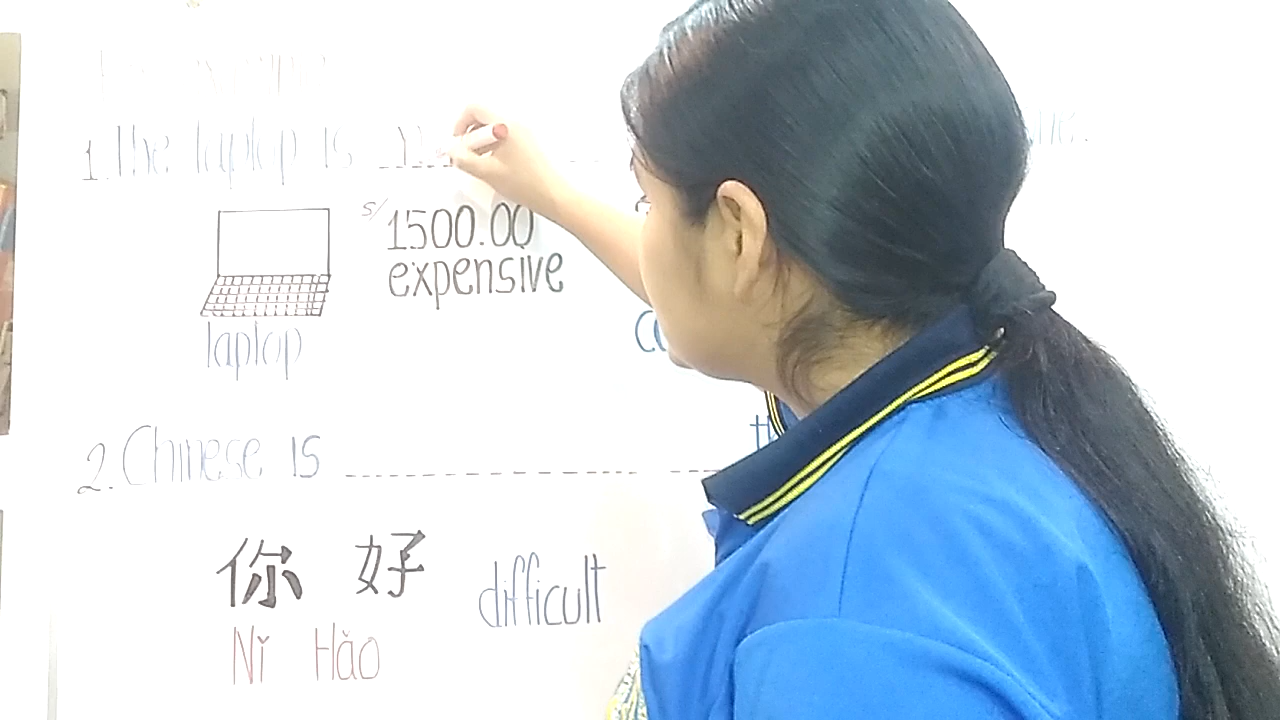 1. The laptop is
S/ 1500.00
expensive
laptop
2. Chinese is
你 好
difficult
Nǐ Hǎo